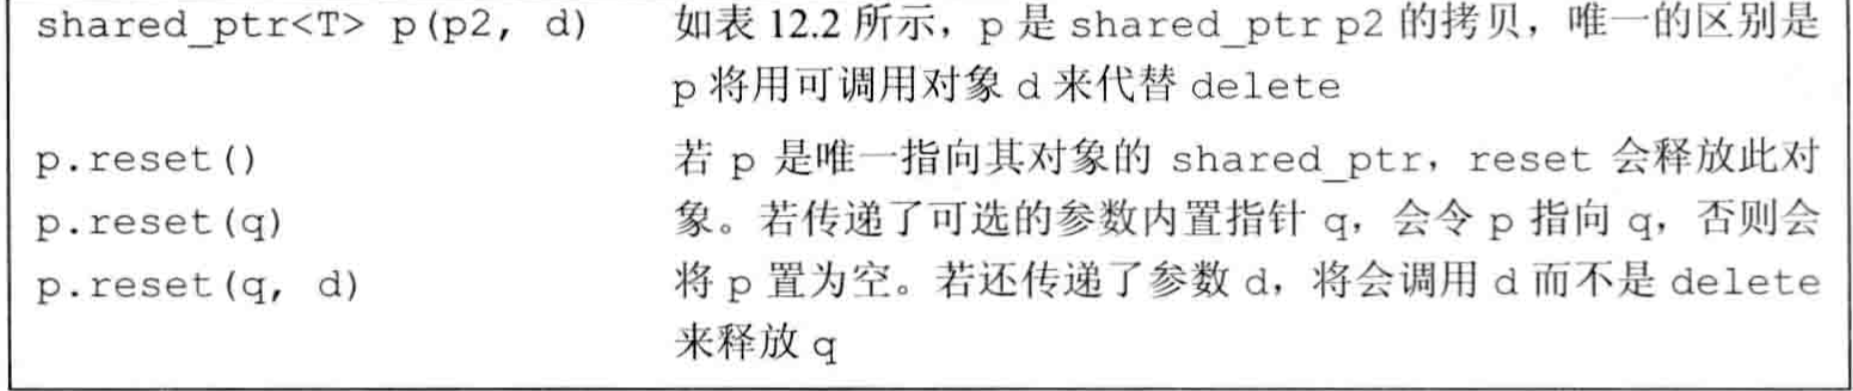 shared_ptr<T> p(p2, d) 如表 12.2 所示，p 是 shared_ptr p2 的拷贝，唯一的区别是
p 将用可调用对象 d 来代替 delete
p.reset() 若 p 是唯一指向其对象的 shared_ptr，reset 会释放此对
p.reset(q) 象。若传递了可选的参数内置指针 q，会令 p 指向 q，否则会
p.reset(q, d) 将 p 置为空。若还传递了参数 d，将会调用 d 而不是 delete
来释放 q